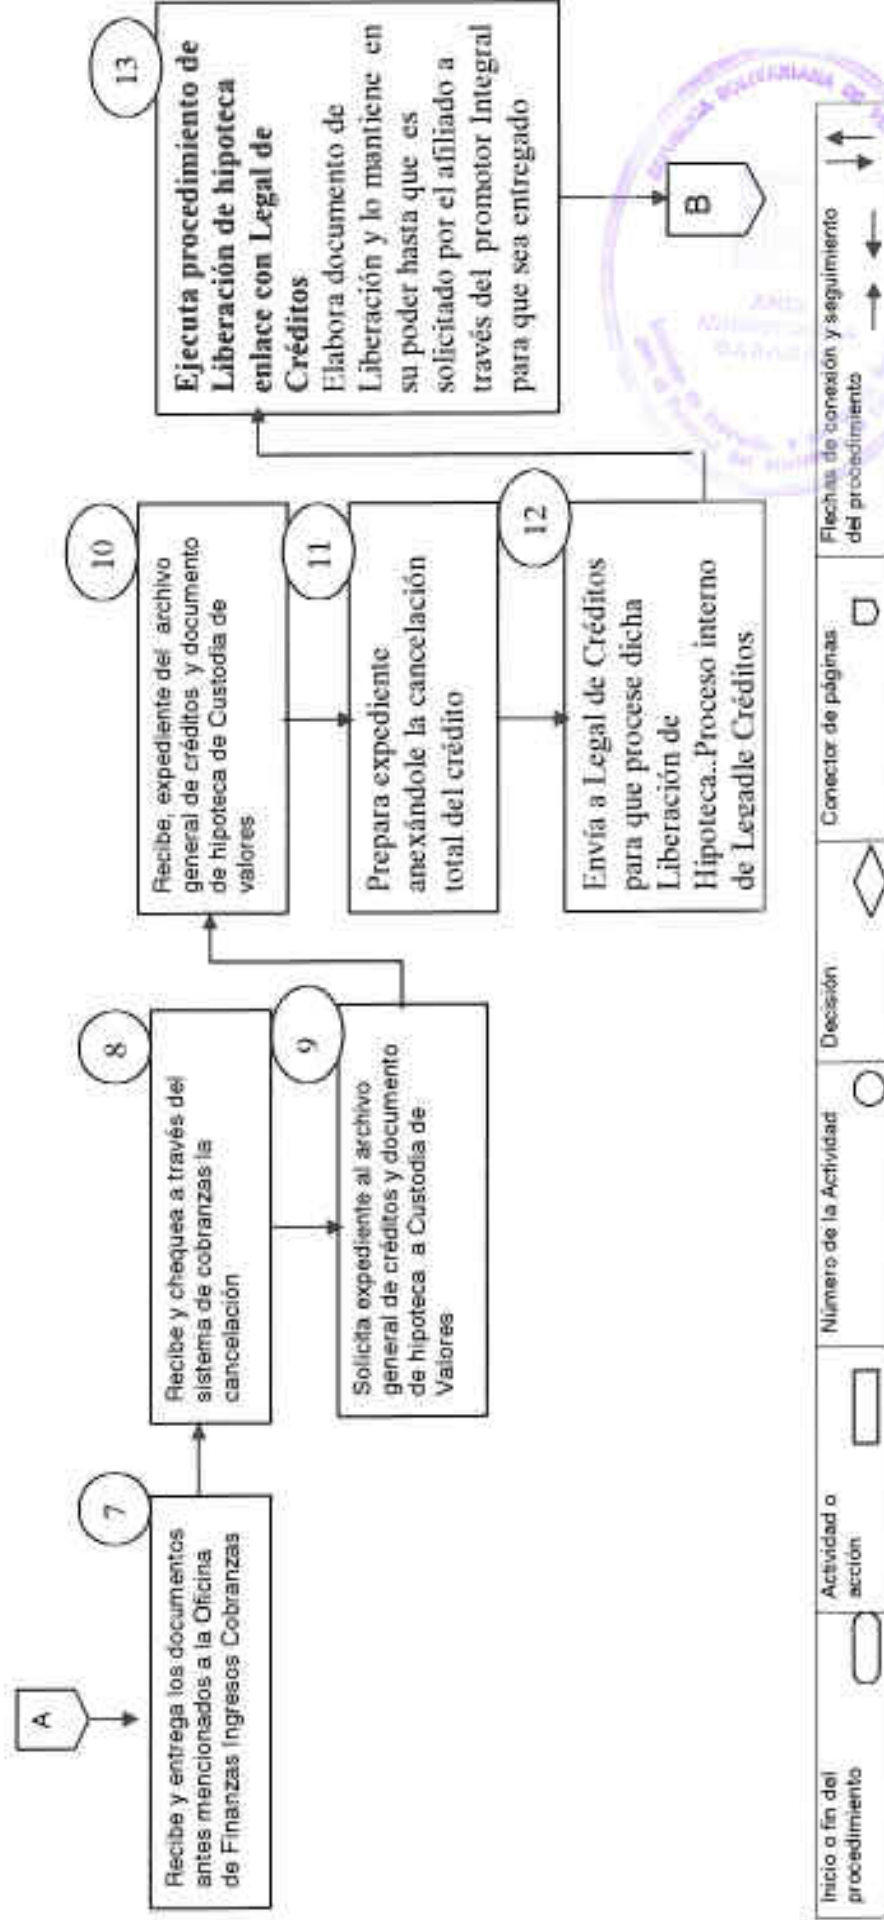 A
7
Recibe y entrega los documentos
antes mencionados a la Oficina
de Finanzas Ingresos Cobranzas
8
Recibe y chequea a través del
sistema de cobranzas la
cancelación
9
Solicita expediente al archivo
general de créditos y documento
de hipoteca a Custodia de
Valores
10
Recibe, expediente del archivo
general de créditos y documento
de hipoteca de Custodia de
valores
11
Prepara expediente
anexándole la cancelación
total del crédito
12
Envía a Legal de Créditos
para que procese dicha
Liberación de
Hipoteca..Proceso interno
de Legadle Créditos
13
Ejecuta procedimiento de
Liberación de hipoteca
enlace con Legal de
Créditos
Elabora documento de
Liberación y lo mantiene en
su poder hasta que es
solicitado por el afiliado a
través del promotor Integral
para que sea entregado
B
Inicio o fin del
procedimiento
Actividad o
acción
Número de la Actividad
Decisión
Conector de páginas
Flechas de conexión y seguimiento
del procedimiento
BOLIVARIANA DE